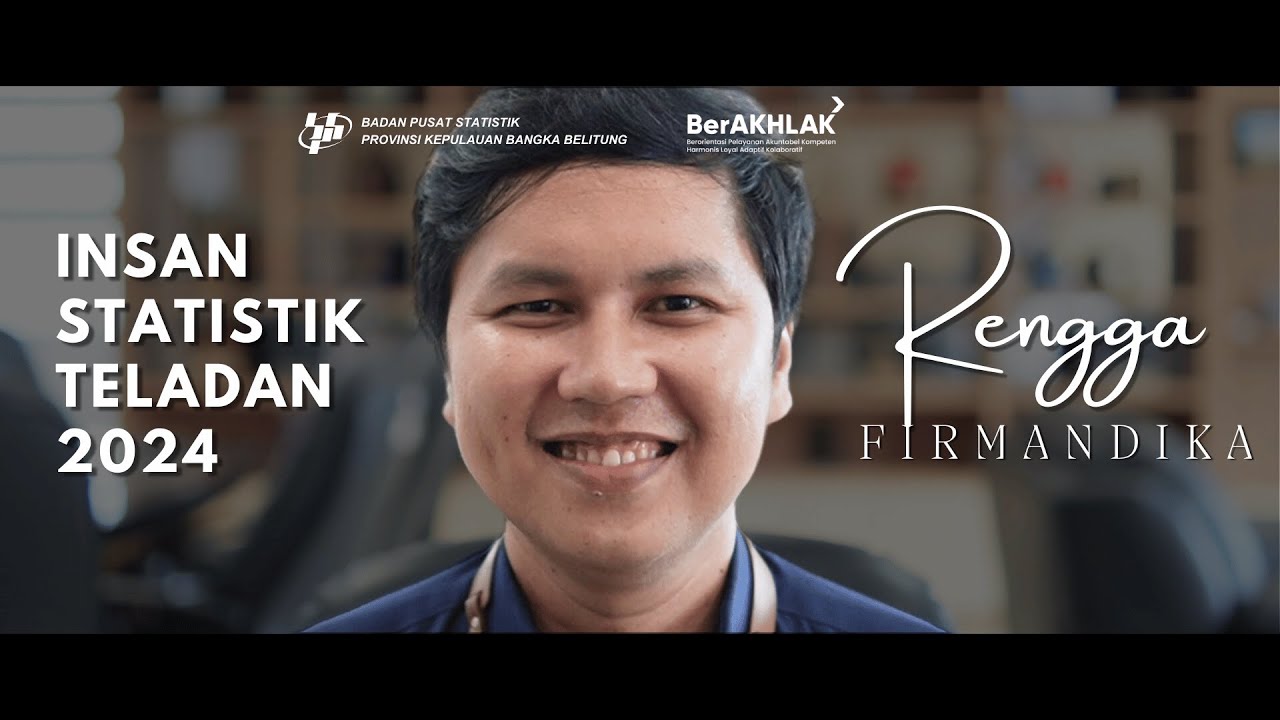 BADAN PUSAT STATISTIK
PROVINSI KEPULAUAN BANGKA BELITUNG
BerAKHLAK
Berorientasi Pelayanan Akuntabel Kompeten
Harmonis Loyal Adaptif Kolaboratif
INSAN
STATISTIK
TELADAN
2024
Rengga
FIRMANDIKA